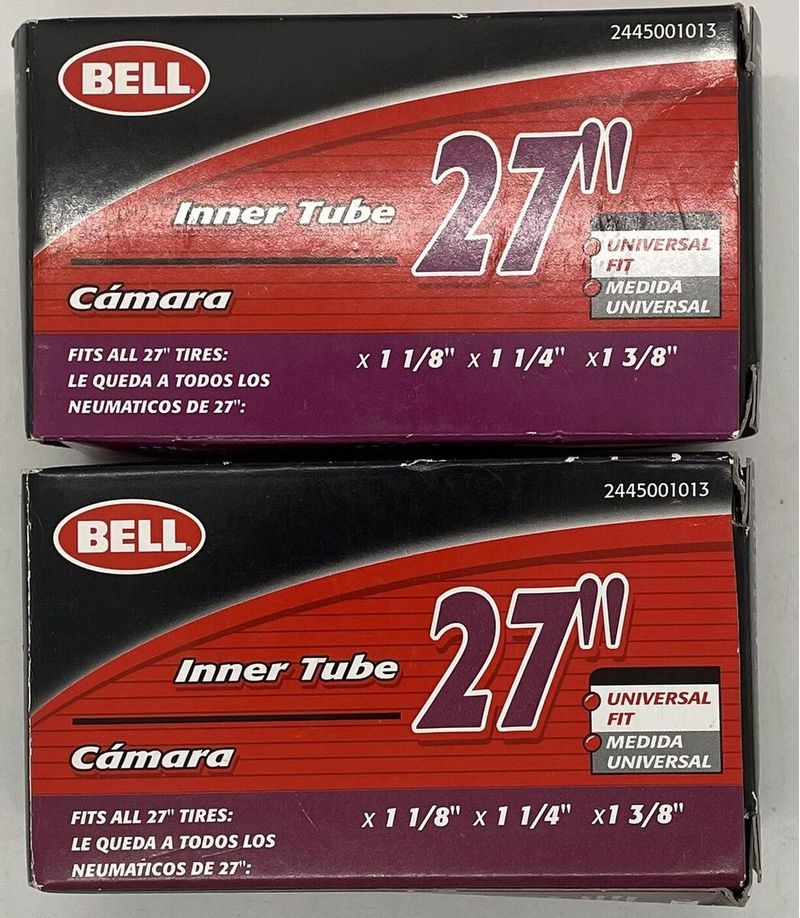 2445001013
BELL
27"
Inner Tube
UNIVERSAL
FIT
Cámara
MEDIDA
UNIVERSAL
FITS ALL 27" TIRES: x 1 1/8" x 1 1/4" x1 3/8"
LE QUEDA A TODOS LOS
NEUMATICOS DE 27":
2445001013
BELL
27"
Inner Tube
UNIVERSAL
FIT
Cámara
MEDIDA
UNIVERSAL
FITS ALL 27" TIRES: x 1 1/8" x 1 1/4" x1 3/8"
LE QUEDA A TODOS LOS
NEUMATICOS DE 27":